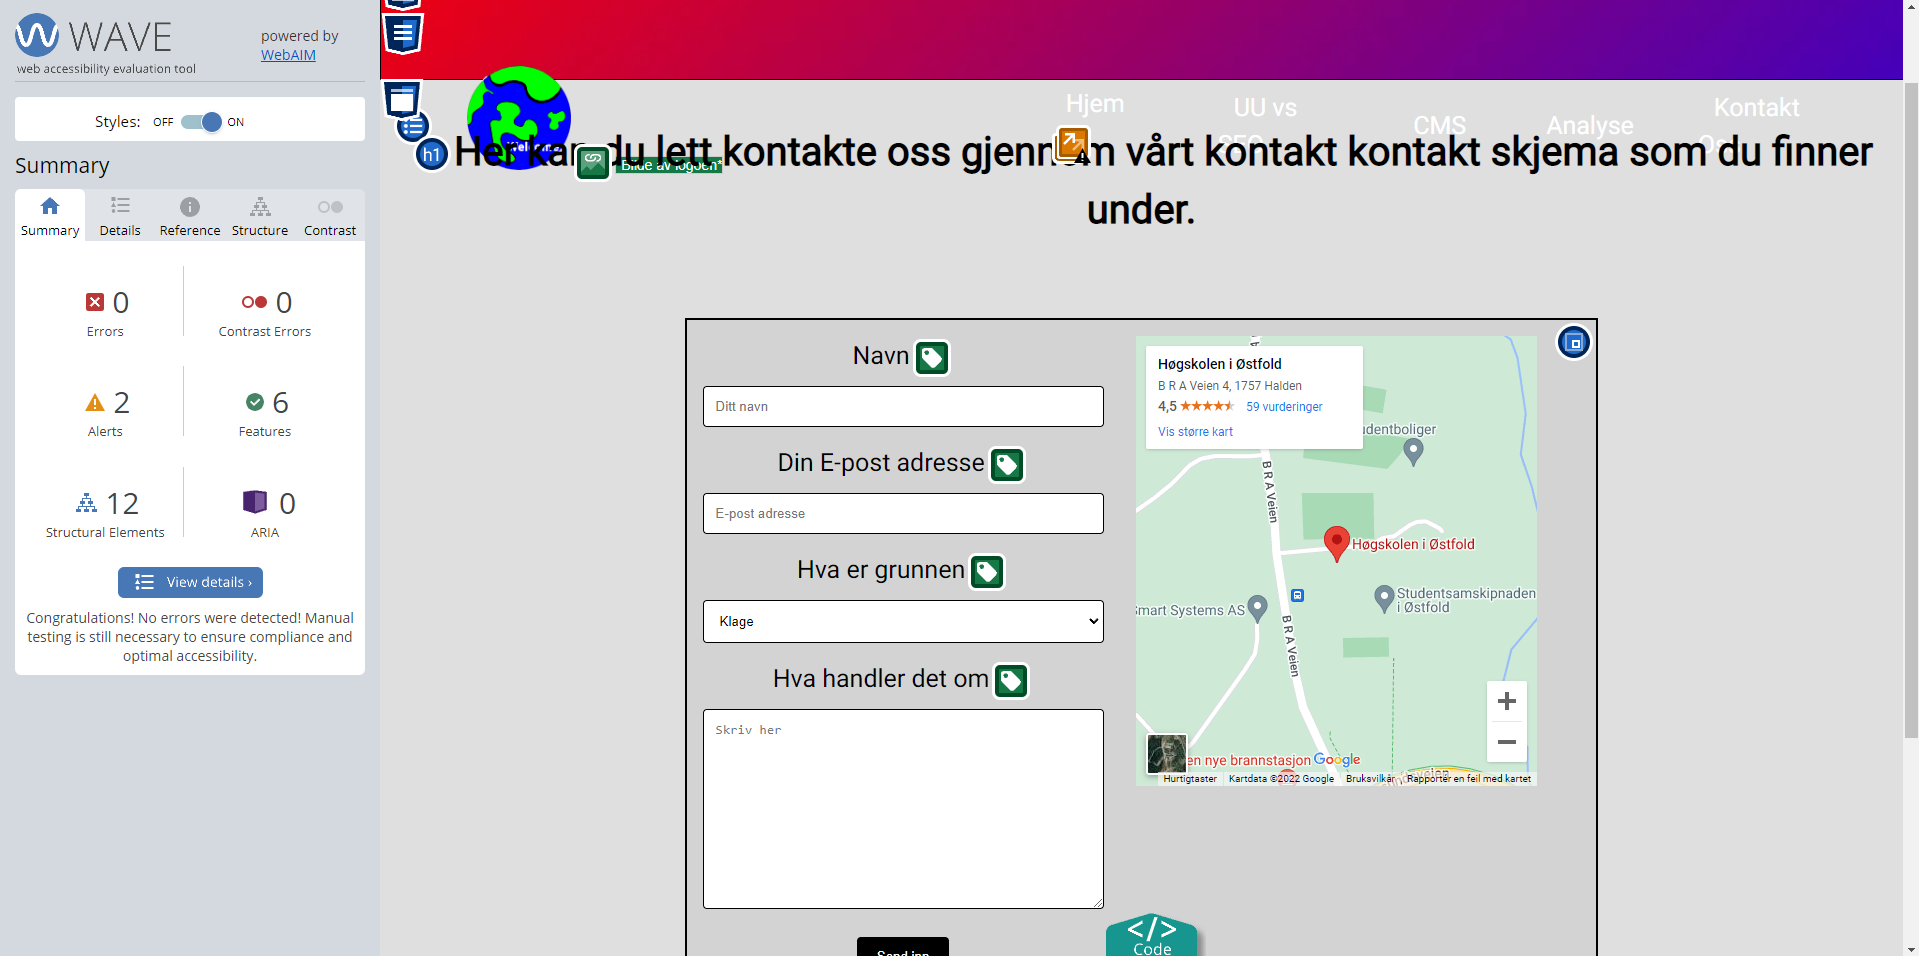 WAVE
web accessibility evaluation tool
powered by
WebAIM
Styles: OFF ON
Summary
Summary Details Reference Structure Contrast
0
Errors
0
Contrast Errors
2
Alerts
6
Features
12
Structural Elements
0
ARIA
View details ›
Congratulations! No errors were detected! Manual
testing is still necessary to ensure compliance and
optimal accessibility.
Hjem
UU vs
CMS
Analyse
Kontakt
h1
Her kan du lett kontakte oss gjennom vårt kontakt kontakt skjema som du finner
under.
Bilde av logoen*
Navn
Ditt navn
Din E-post adresse
E-post adresse
Hva er grunnen
Klage
Hva handler det om
Skriv her
Send inn
</>
Code
Høgskolen i Østfold
B R A Veien 4, 1757 Halden
4,5 59 vurderinger
Vis større kart
B R A Veien
Høgskolen i Østfold
Studentsamskipnaden
i Østfold
Smart Systems AS
B R A Veien
en nye brannstasjon
Google
Hurtigtaster Kartdata ©2022 Google Bruksvilkår Rapporter en feil med kartet